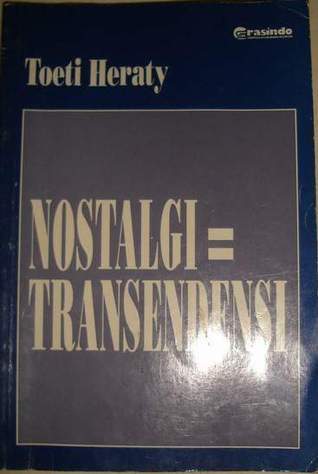 Grasindo
Toeti Heraty
NOSTALGI =
TRANSENDENSI